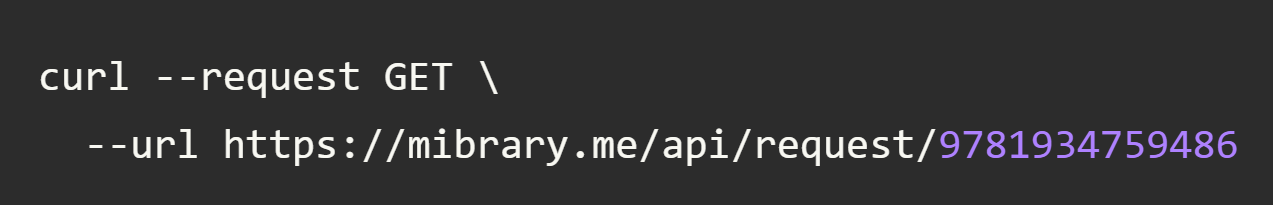 curl --request GET \
--url https://mibrary.me/api/request/9781934759486